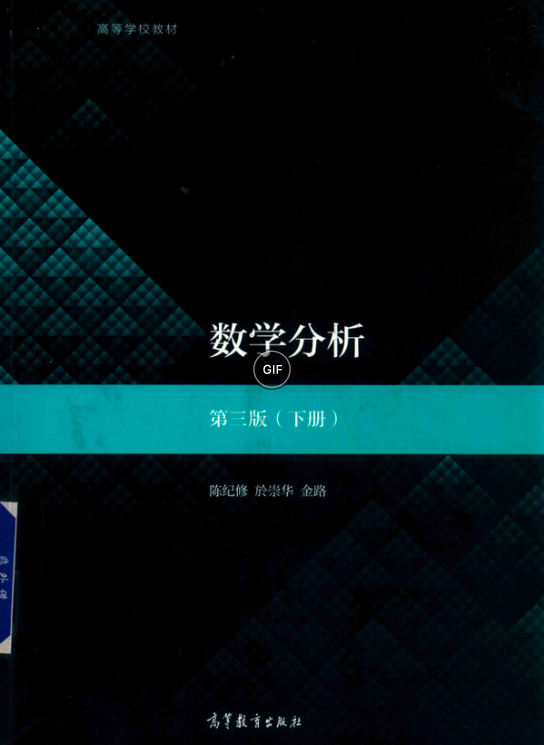 高等学校教材
数学分析
GIF
第三版(下册)
陈纪修 於崇华 金路
高等教育出版社